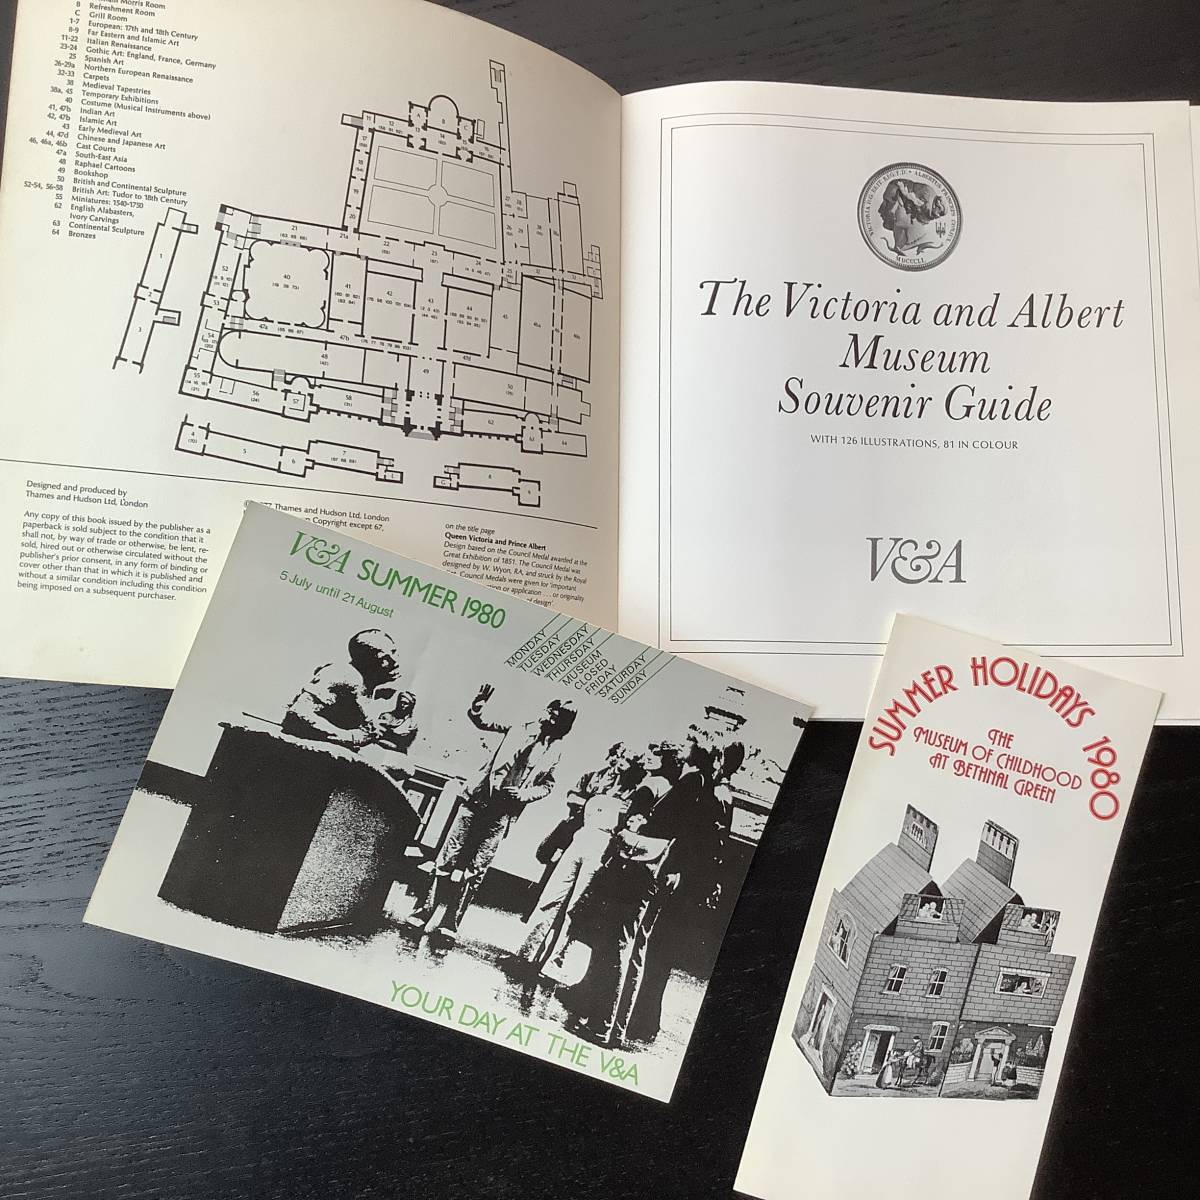 Morris Room
B Refreshment Room
C Grill Room
1-7 European: 17th and 18th Century
8-9 Far Eastern and Islamic Art
11-22 Italian Renaissance
23-24 Gothic Art: England, France, Germany
25 Spanish Art
26-29a Northern European Renaissance
32-33 Carpets
38 Medieval Tapestries
38a, 45 Temporary Exhibitions
40 Costume (Musical Instruments above)
41, 47b Indian Art
42, 47b Islamic Art
43 Early Medieval Art
44, 47d Chinese and Japanese Art
46, 46a, 46b Cast Courts
47a South-East Asia
48 Raphael Cartoons
49 Bookshop
50 British and Continental Sculpture
52-54, 56-58 British Art: Tudor to 18th Century
55 Miniatures: 1540-1750
62 English Alabasters,
Ivory Carvings
63 Continental Sculpture
64 Bronzes
Designed and produced by
Thames and Hudson Ltd, London
Any copy of this book issued by the publisher as a
paperback is sold subject to the condition that it
shall not, by way of trade or otherwise, be lent, re-
sold, hired out or otherwise circulated without the
publisher's prior consent, in any form of binding or
cover other than that in which it is published and
without a similar condition including this condition
being imposed on a subsequent purchaser.
Thames and Hudson Ltd, London
Copyright except 67,
on the title page
Queen Victoria and Prince Albert
Design based on the Council Medal awarded at the
Great Exhibition of 1851. The Council Medal was
designed by W. Wyon, RA, and struck by the Royal
Council Medals were given for 'important
or application . . . or originality
of design'.
VICTORIA D:G: BRIT: REG: F:D: ALBERTUS PRINCEPS CONJUX
MDCCCLI
The Victoria and Albert
Museum
Souvenir Guide
WITH 126 ILLUSTRATIONS, 81 IN COLOUR
V&A
V&A SUMMER 1980
5 July until 21 August
MONDAY
TUESDAY
WEDNESDAY
THURSDAY
MUSEUM
CLOSED
FRIDAY
SATURDAY
SUNDAY
YOUR DAY AT THE V&A
SUMMER HOLIDAYS 1980
THE
MUSEUM OF CHILDHOOD
AT BETHNAL GREEN